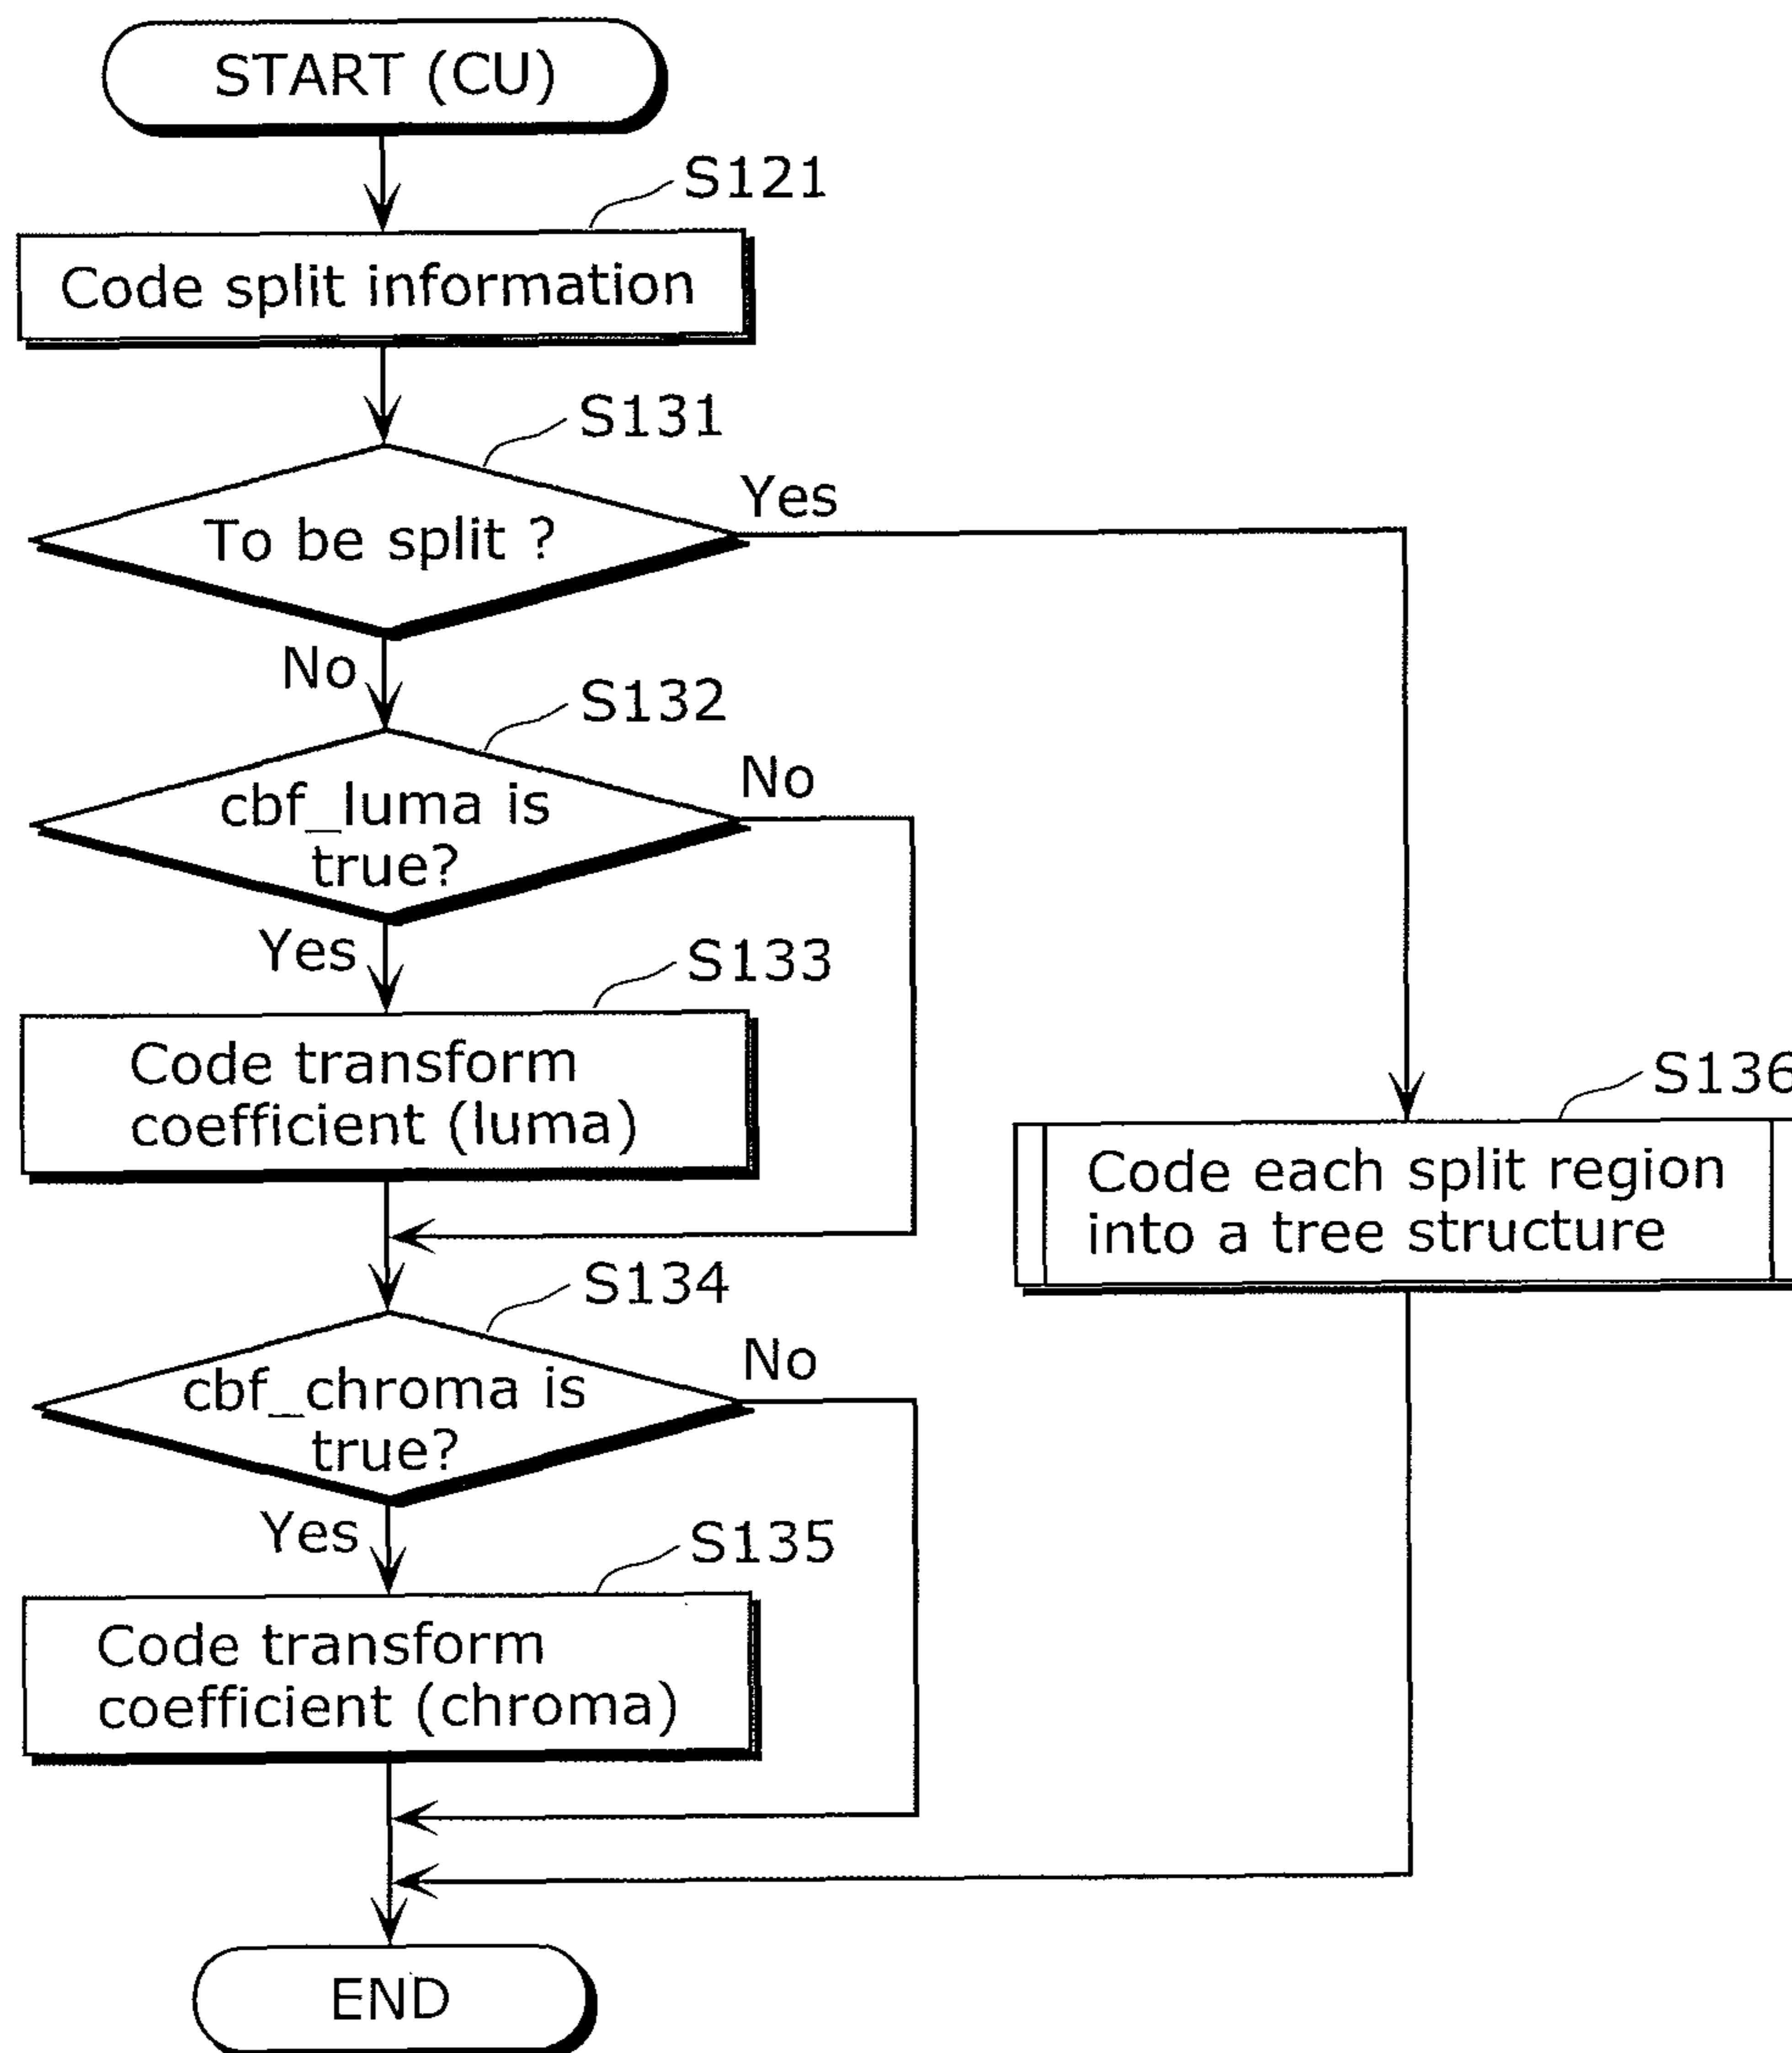 START (CU)
S121
Code split information
S131
To be split ?
Yes
No
S132
cbf_luma is
true?
No
Yes
S133
Code transform
coefficient (luma)
S136
Code each split region
into a tree structure
S134
cbf_chroma is
true?
No
Yes
S135
Code transform
coefficient (chroma)
END